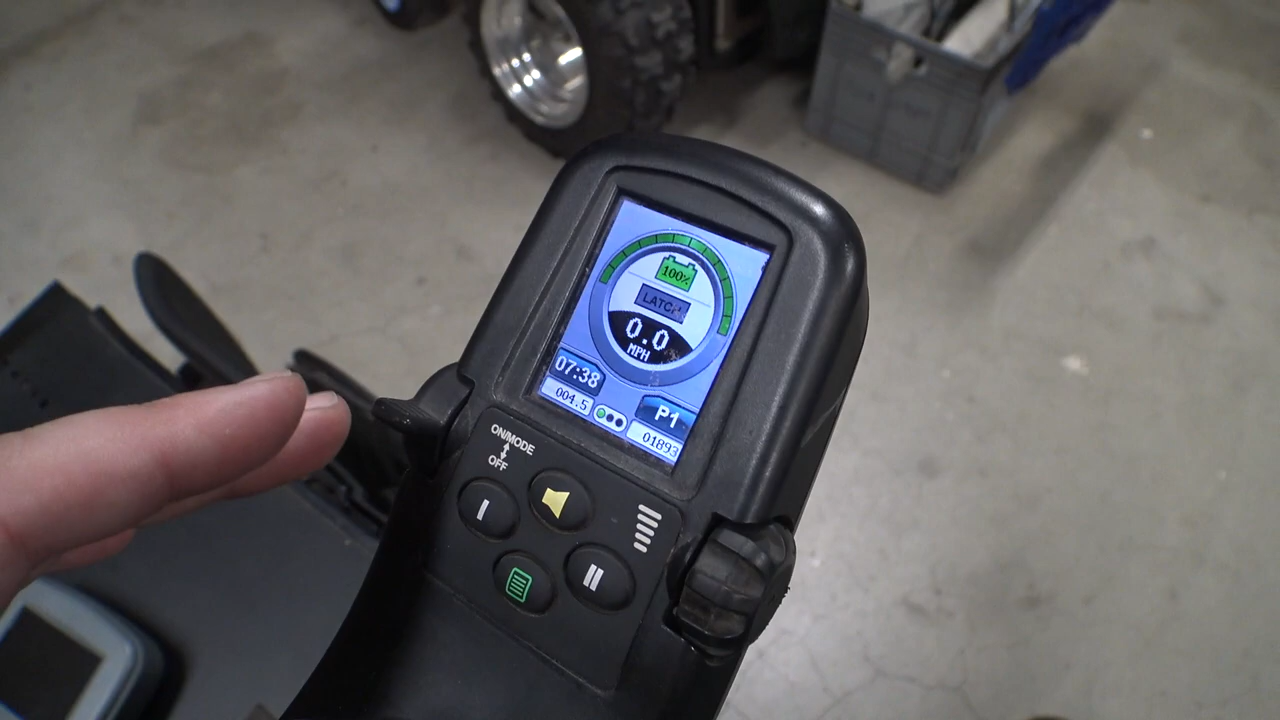 100%
LATCH
0.0
MPH
07:38
004.5
P1
01893
ON/MODE
OFF